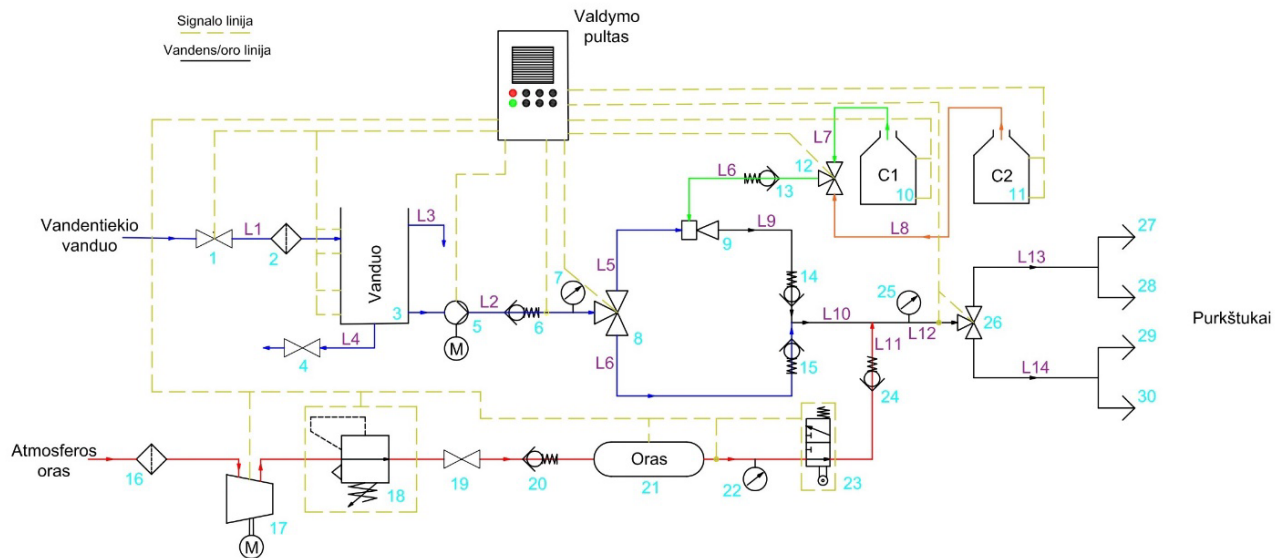 Signalo linija
Vandens/oro linija
Valdymo
pultas
L7
12
C1
10
C2
11
L6
13
L8
Vandentiekio
vanduo
1
L1
2
Vanduo
L3
3
L4
4
5
M
L2
6
7
8
L5
L6
9
L9
14
15
L10
L11
24
25
L12
26
L13
L14
27
28
29
30
Purkštukai
Atmosferos
oras
16
17
M
18
19
20
Oras
21
22
23